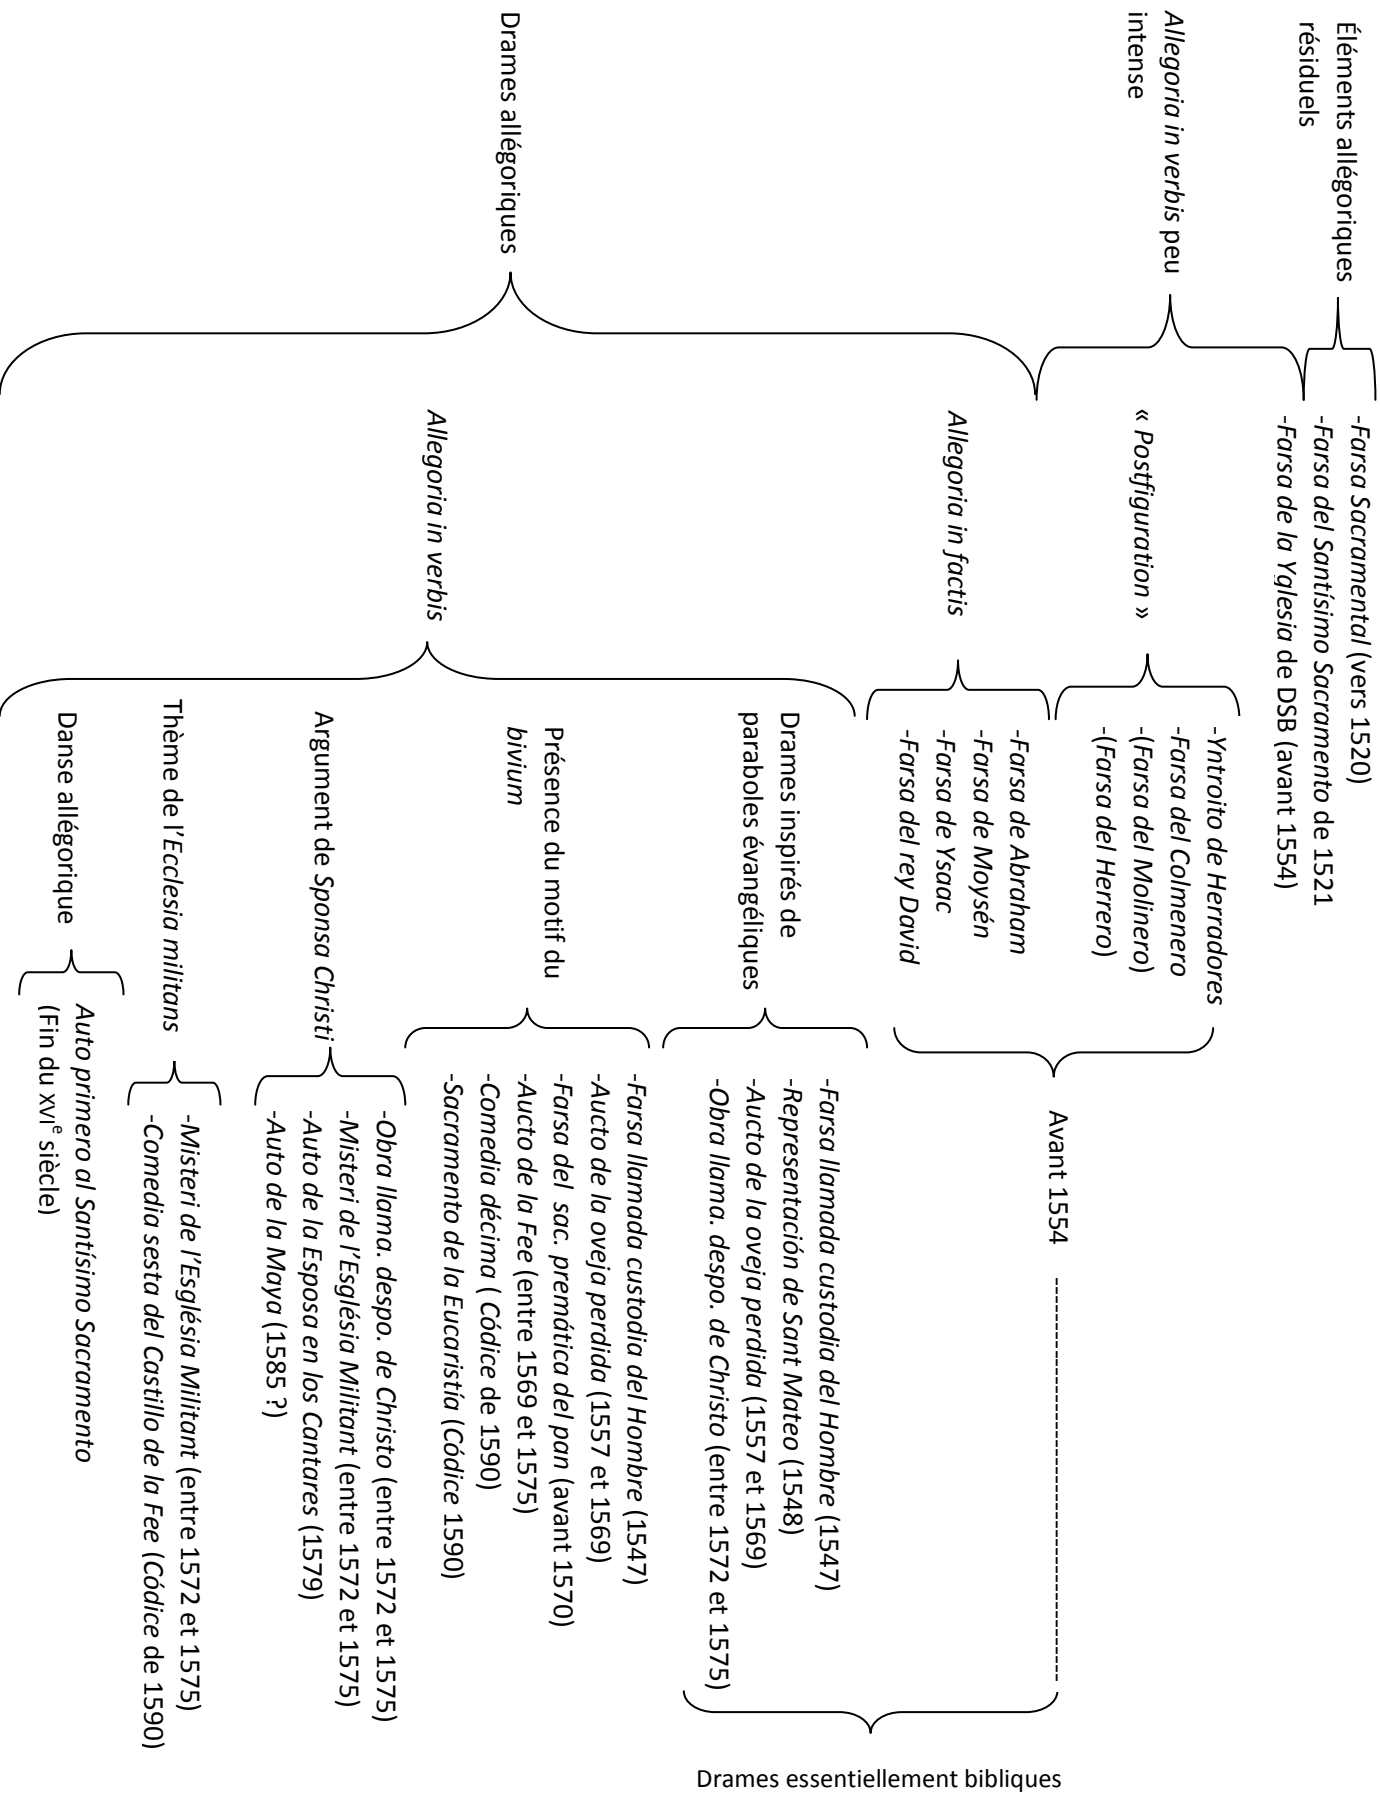 Éléments allégoriques
résiduels
-Farsa Sacramental (vers 1520)
-Farsa del Santísimo Sacramento de 1521
-Farsa de la Yglesia de DSB (avant 1554)
Allegoria in verbis peu
intense
« Postfiguration »
-Yntroito de Herradores
-Farsa del Colmenero
-(Farsa del Molinero)
-(Farsa del Herrero)
Drames allégoriques
Allegoria in factis
-Farsa de Abraham
-Farsa de Moysén
-Farsa de Ysaac
-Farsa del rey David
Avant 1554
Allegoria in verbis
Drames inspirés de
paraboles évangéliques
-Farsa llamada custodia del Hombre (1547)
-Representación de Sant Mateo (1548)
-Aucto de la oveja perdida (1557 et 1569)
-Obra llama. despo. de Christo (entre 1572 et 1575)
Drames essentiellement bibliques
Présence du motif du
bivium
-Farsa llamada custodia del Hombre (1547)
-Aucto de la oveja perdida (1557 et 1569)
-Farsa del sac. premática del pan (avant 1570)
-Aucto de la Fee (entre 1569 et 1575)
-Comedia décima ( Códice de 1590)
-Sacramento de la Eucaristía (Códice 1590)
Argument de Sponsa Christi
-Obra llama. despo. de Christo (entre 1572 et 1575)
-Misteri de l'Església Militant (entre 1572 et 1575)
-Auto de la Esposa en los Cantares (1579)
-Auto de la Maya (1585 ?)
Thème de l'Ecclesia militans
-Misteri de l'Església Militant (entre 1572 et 1575)
-Comedia sesta del Castillo de la Fee (Códice de 1590)
Danse allégorique
Auto primero al Santísimo Sacramento
(Fin du XVIe siècle)